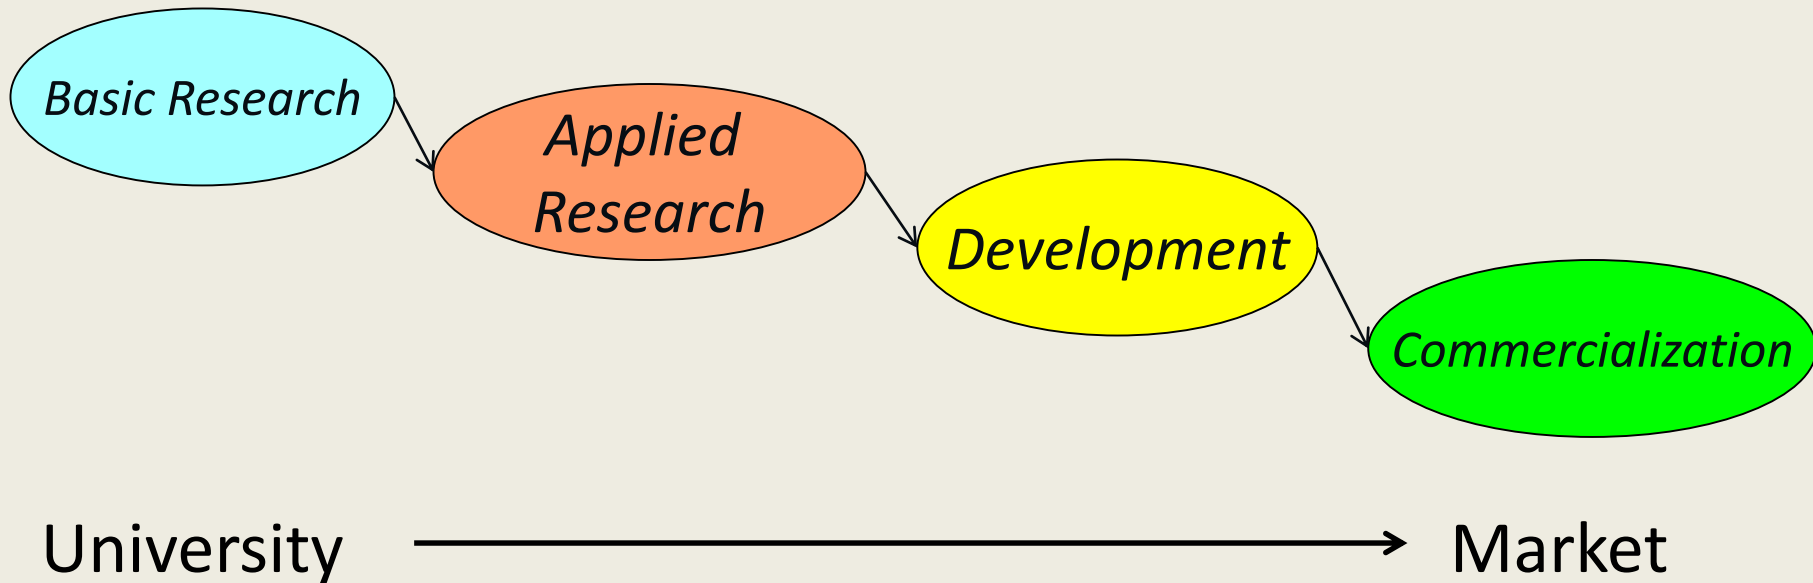 Basic Research
Applied
Research
Development
Commercialization
University
Market